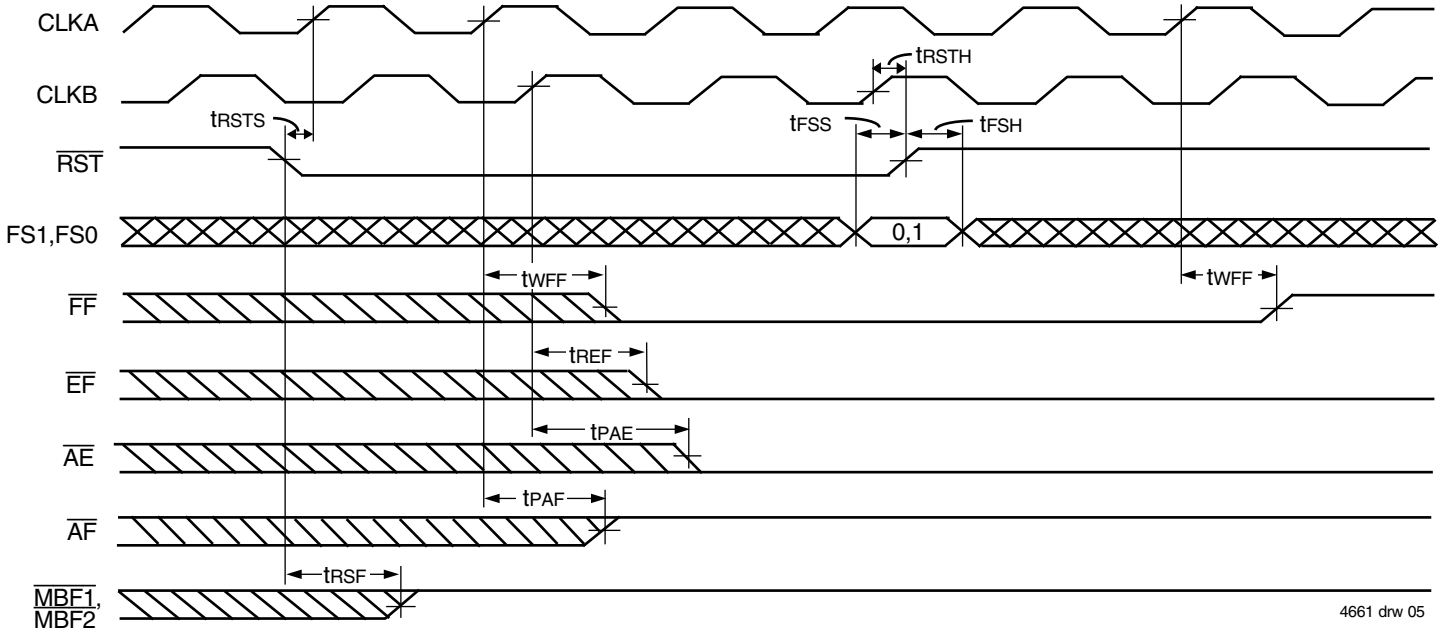 CLKA
tRSTH
CLKB
tRSTS
tFSS
tFSH
RST
FS1,FS0
0,1
tWFF
tWFF
FF
tREF
EF
tPAE
AE
tPAF
AF
tRSF
MBF1,
MBF2
4661 drw 05